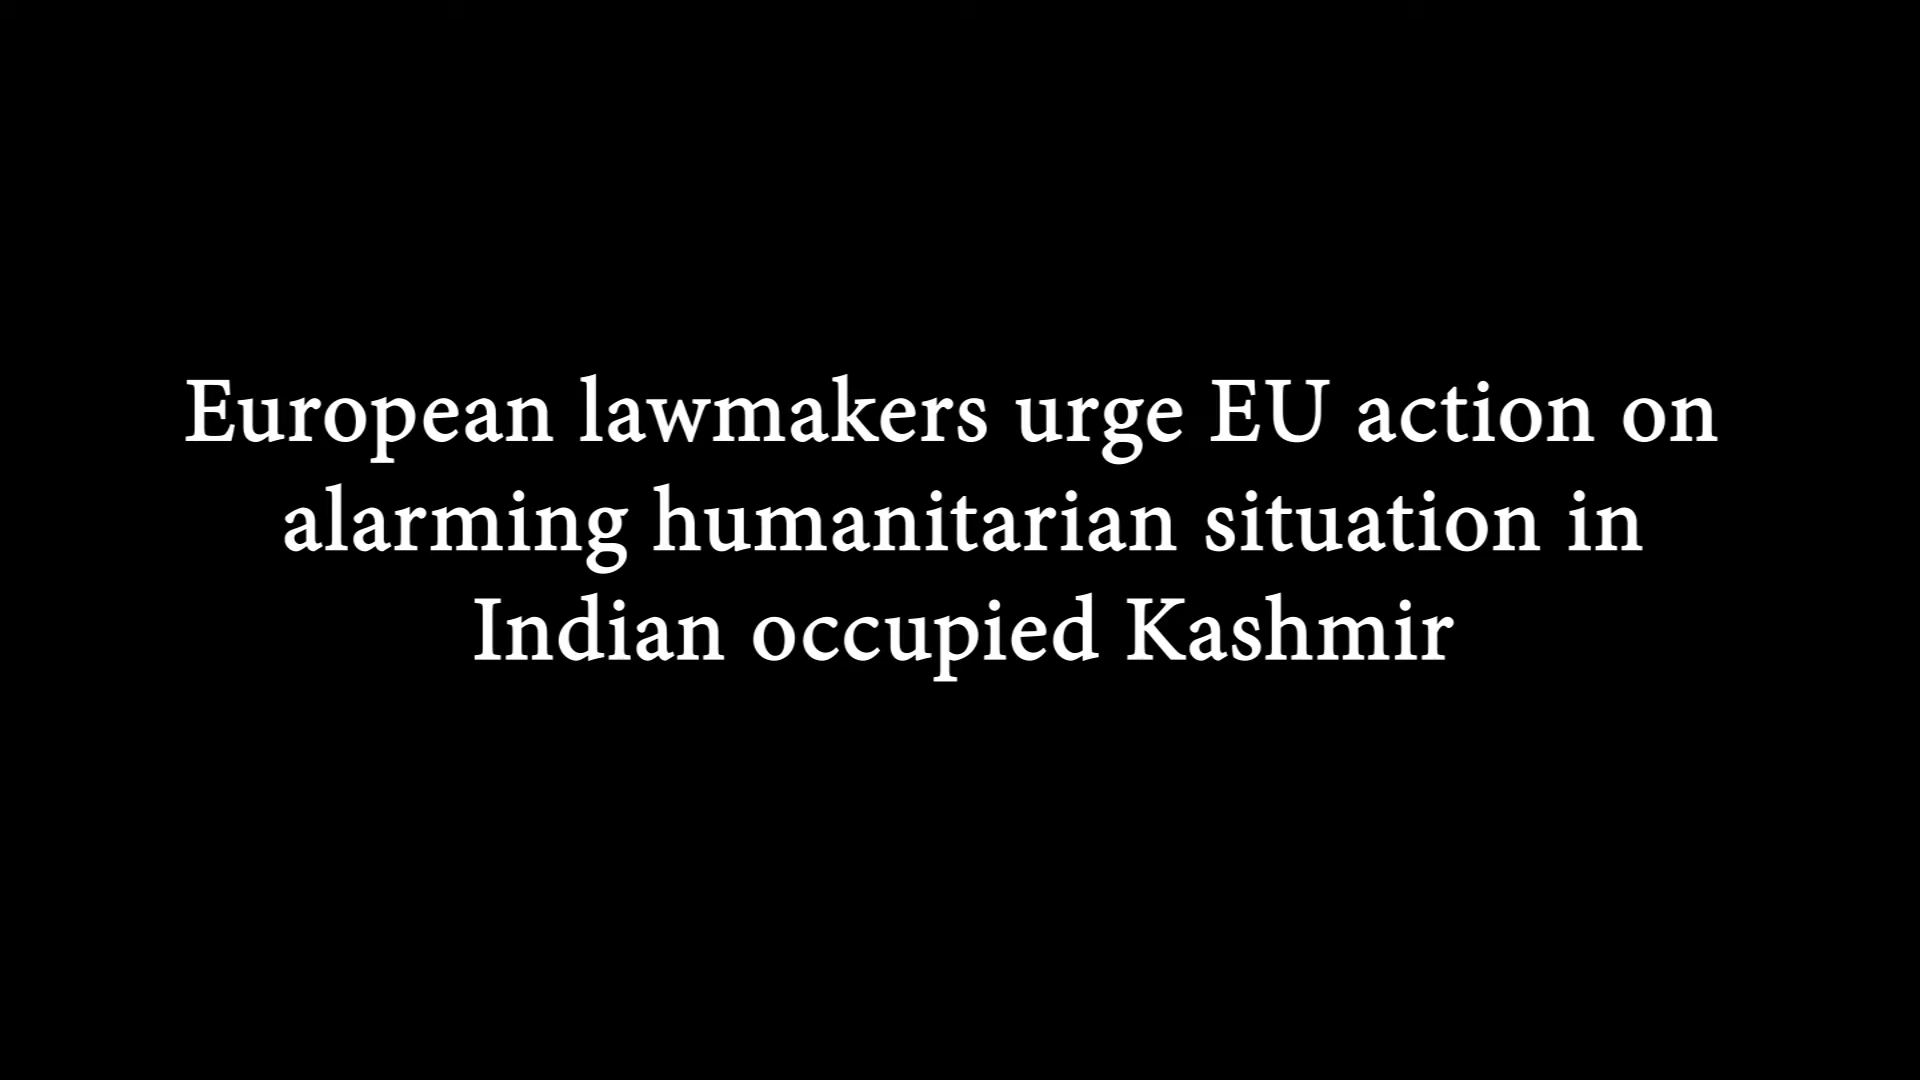 European lawmakers urge EU action on
alarming humanitarian situation in
Indian occupied Kashmir